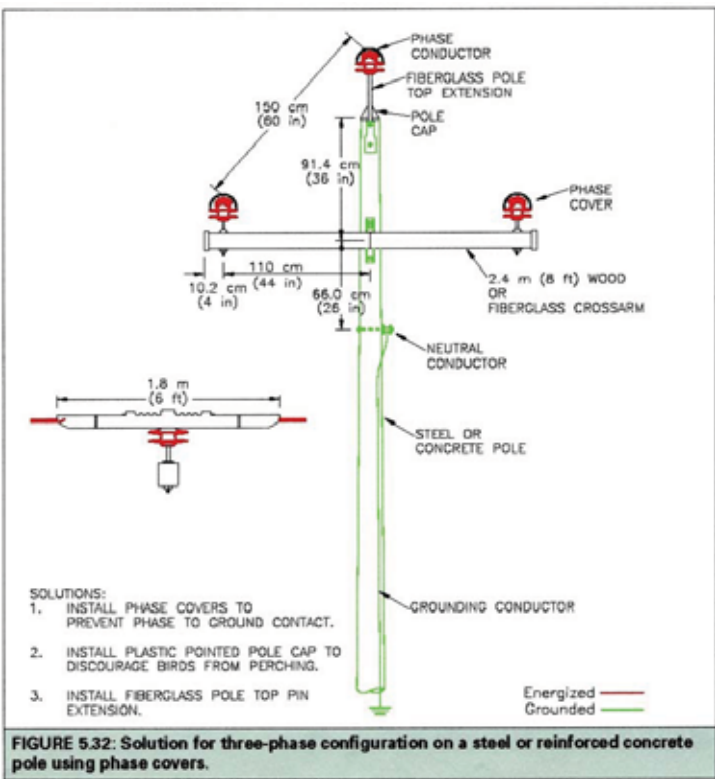 PHASE
CONDUCTOR
FIBERGLASS POLE
TOP EXTENSION
POLE
CAP
150 cm
(60 in)
91.4 cm
(36 in)
PHASE
COVER
110 cm
(44 in)
10.2 cm
(4 in)
66.0 cm
(26 in)
2.4 m (8 ft) WOOD
OR
FIBERGLASS CROSSARM
NEUTRAL
CONDUCTOR
1.8 m
(6 ft)
STEEL OR
CONCRETE POLE
GROUNDING CONDUCTOR
SOLUTIONS:
1. INSTALL PHASE COVERS TO
PREVENT PHASE TO GROUND CONTACT.
2. INSTALL PLASTIC POINTED POLE CAP TO
DISCOURAGE BIRDS FROM PERCHING.
3. INSTALL FIBERGLASS POLE TOP PIN
EXTENSION.
Energized
Grounded
FIGURE 5.32: Solution for three-phase configuration on a steel or reinforced concrete
pole using phase covers.